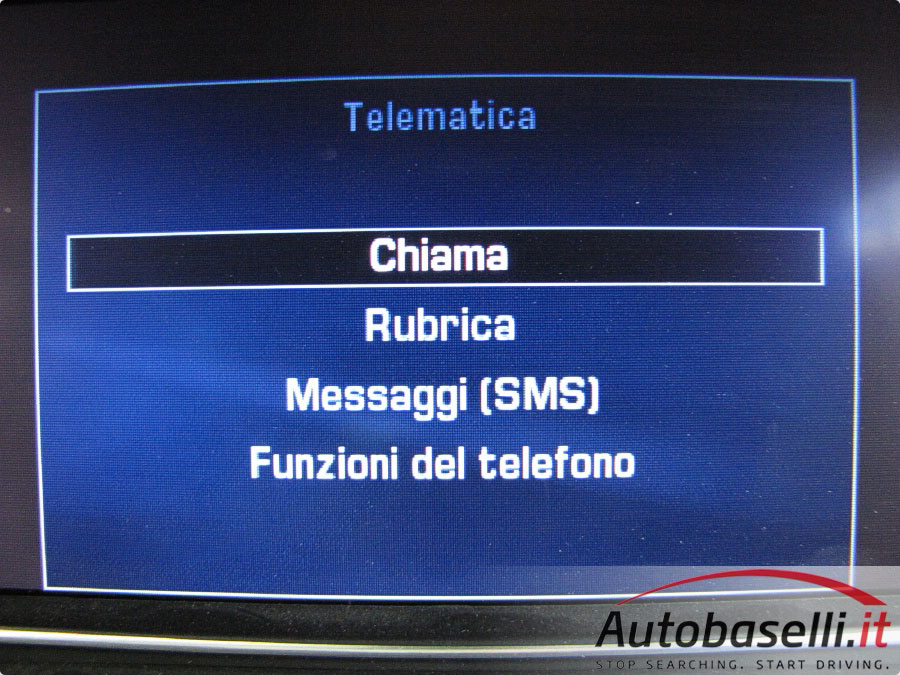 Telematica
Chiama
Rubrica
Messaggi (SMS)
Funzioni del telefono
Autobaselli.it
STOP SEARCHING. START DRIVING.